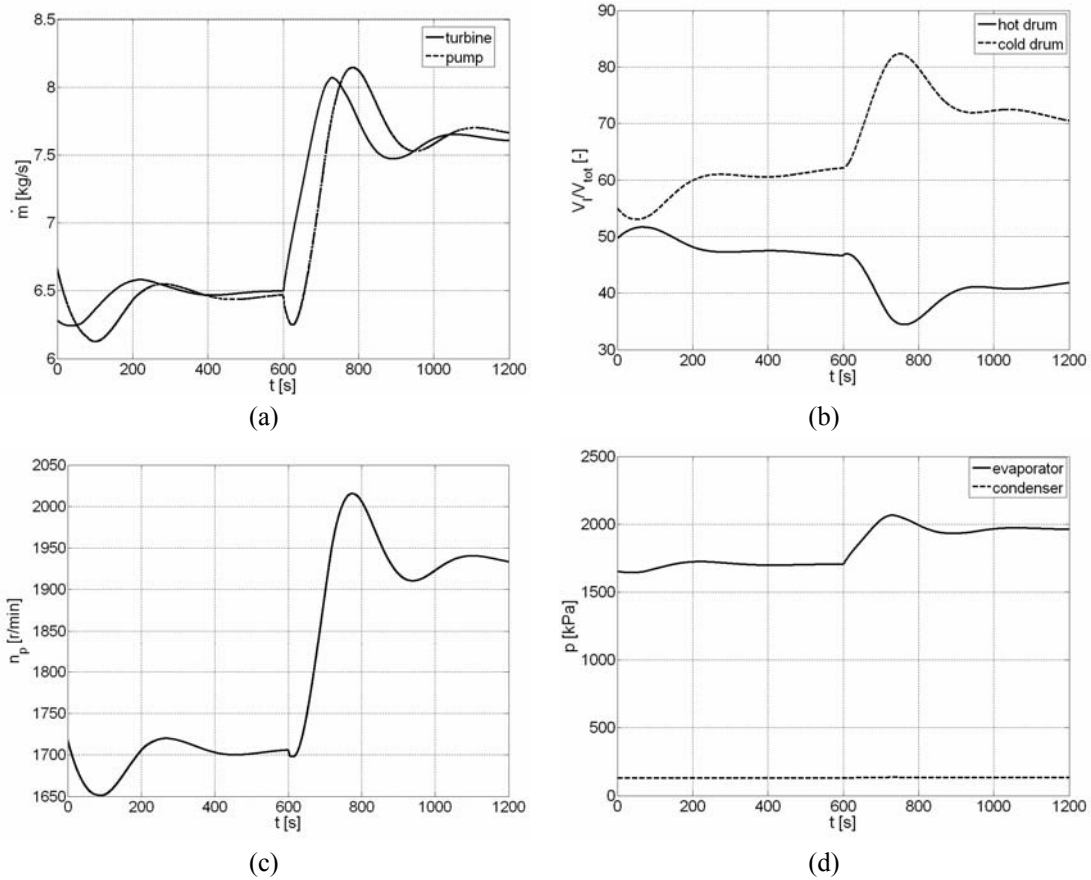 8.5
8
7.5
7
6.5
6
ṁ [kg/s]
turbine
pump
0 200 400 600 800 1000 1200
t [s]
(a)
90
80
70
60
50
40
30
V_l/V_tot [-]
hot drum
cold drum
0 200 400 600 800 1000 1200
t [s]
(b)
2050
2000
1950
1900
1850
1800
1750
1700
1650
n_p [r/min]
0 200 400 600 800 1000 1200
t [s]
(c)
2500
2000
1500
1000
500
0
p [kPa]
evaporator
condenser
0 200 400 600 800 1000 1200
t [s]
(d)